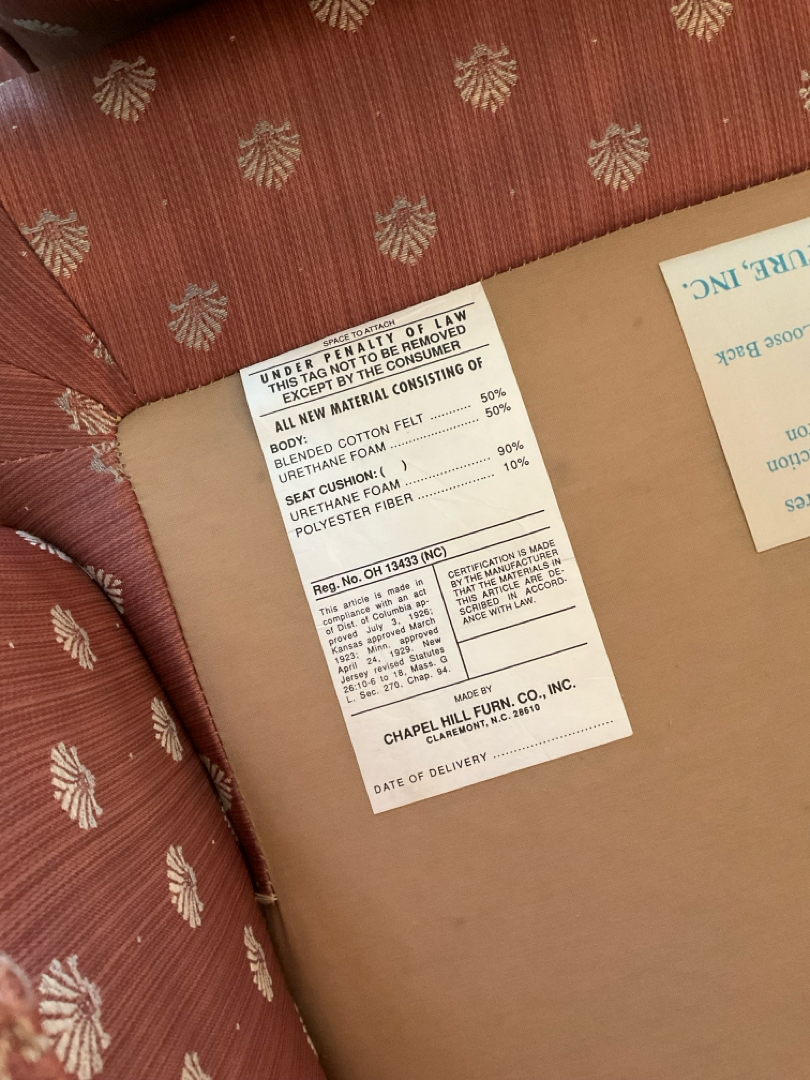 SPACE TO ATTACH
UNDER PENALTY OF LAW
THIS TAG NOT TO BE REMOVED
EXCEPT BY THE CONSUMER
ALL NEW MATERIAL CONSISTING OF
BODY:
BLENDED COTTON FELT ........... 50%
URETHANE FOAM ..................... 50%
SEAT CUSHION: ( )
URETHANE FOAM ..................... 90%
POLYESTER FIBER ................... 10%
Reg. No. OH 13433 (NC)
This article is made in
compliance with an act
of Dist. of Columbia ap-
proved July 3, 1926;
Kansas approved March
1923; Minn. approved
April 24, 1929. New
Jersey revised Statutes
26:10-6 to 18, Mass. G
L. Sec. 270, Chap. 94.
CERTIFICATION IS MADE
BY THE MANUFACTURER
THAT THE MATERIALS IN
THIS ARTICLE ARE DE-
SCRIBED IN ACCORD-
ANCE WITH LAW.
MADE BY
CHAPEL HILL FURN. CO., INC.
CLAREMONT, N.C. 28610
DATE OF DELIVERY ..............................
res
ction
ron
oose Back
TURE, INC.